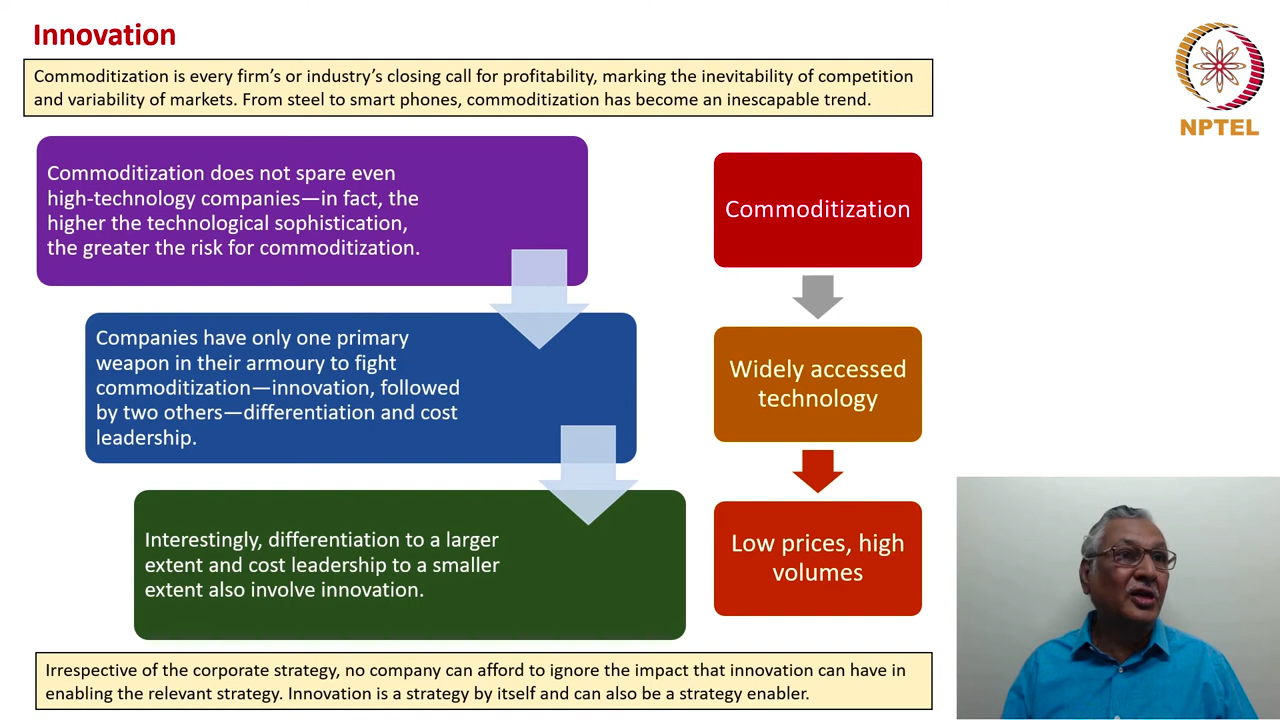 Innovation
Commoditization is every firm's or industry's closing call for profitability, marking the inevitability of competition
and variability of markets. From steel to smart phones, commoditization has become an inescapable trend.
NPTEL
Commoditization does not spare even
high-technology companies—in fact, the
higher the technological sophistication,
the greater the risk for commoditization.
Companies have only one primary
weapon in their armoury to fight
commoditization—innovation, followed
by two others—differentiation and cost
leadership.
Interestingly, differentiation to a larger
extent and cost leadership to a smaller
extent also involve innovation.
Commoditization
Widely accessed
technology
Low prices, high
volumes
Irrespective of the corporate strategy, no company can afford to ignore the impact that innovation can have in
enabling the relevant strategy. Innovation is a strategy by itself and can also be a strategy enabler.